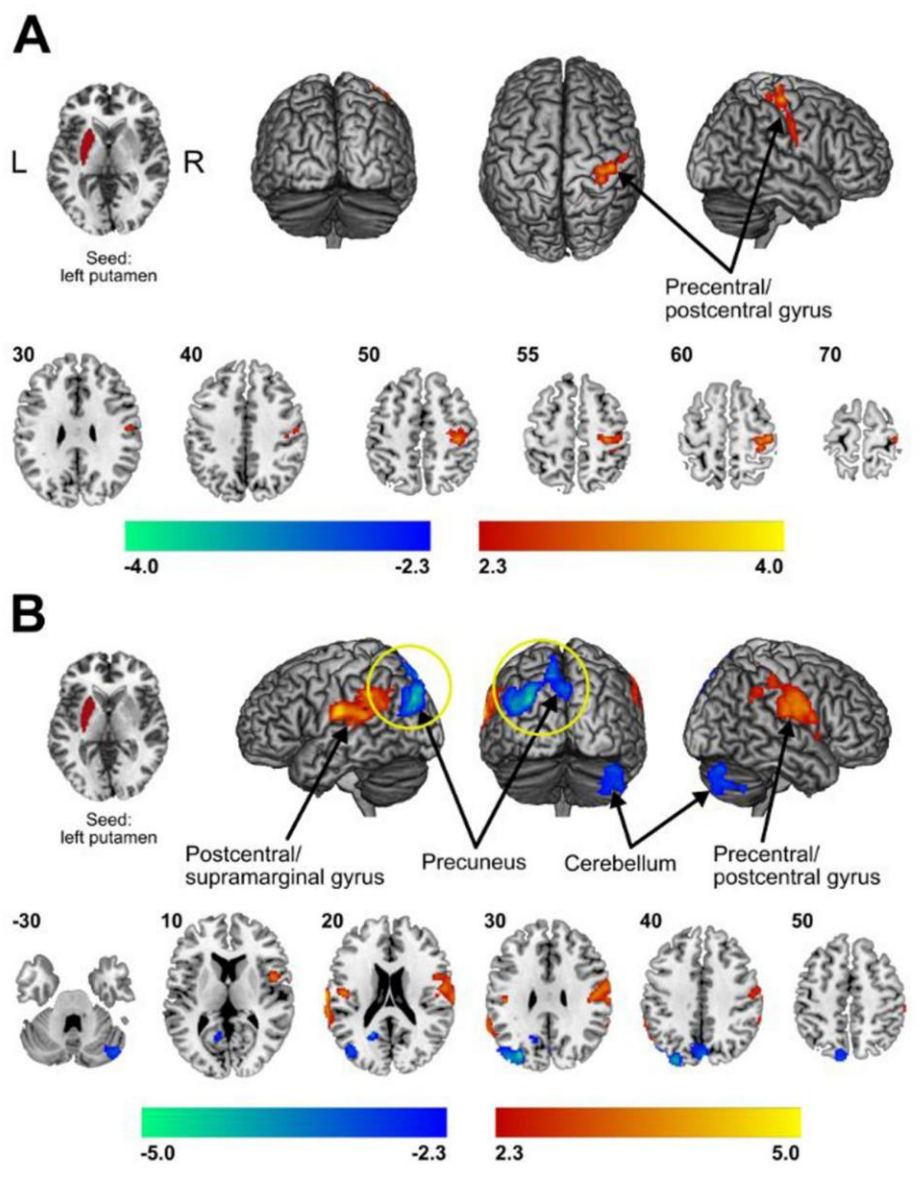 A
L
R
Seed:
left putamen
Precentral/
postcentral gyrus
30 40 50 55 60 70
-4.0 -2.3 2.3 4.0
B
Seed:
left putamen
Postcentral/
supramarginal gyrus
Precuneus
Cerebellum
Precentral/
postcentral gyrus
-30 10 20 30 40 50
-5.0 -2.3 2.3 5.0